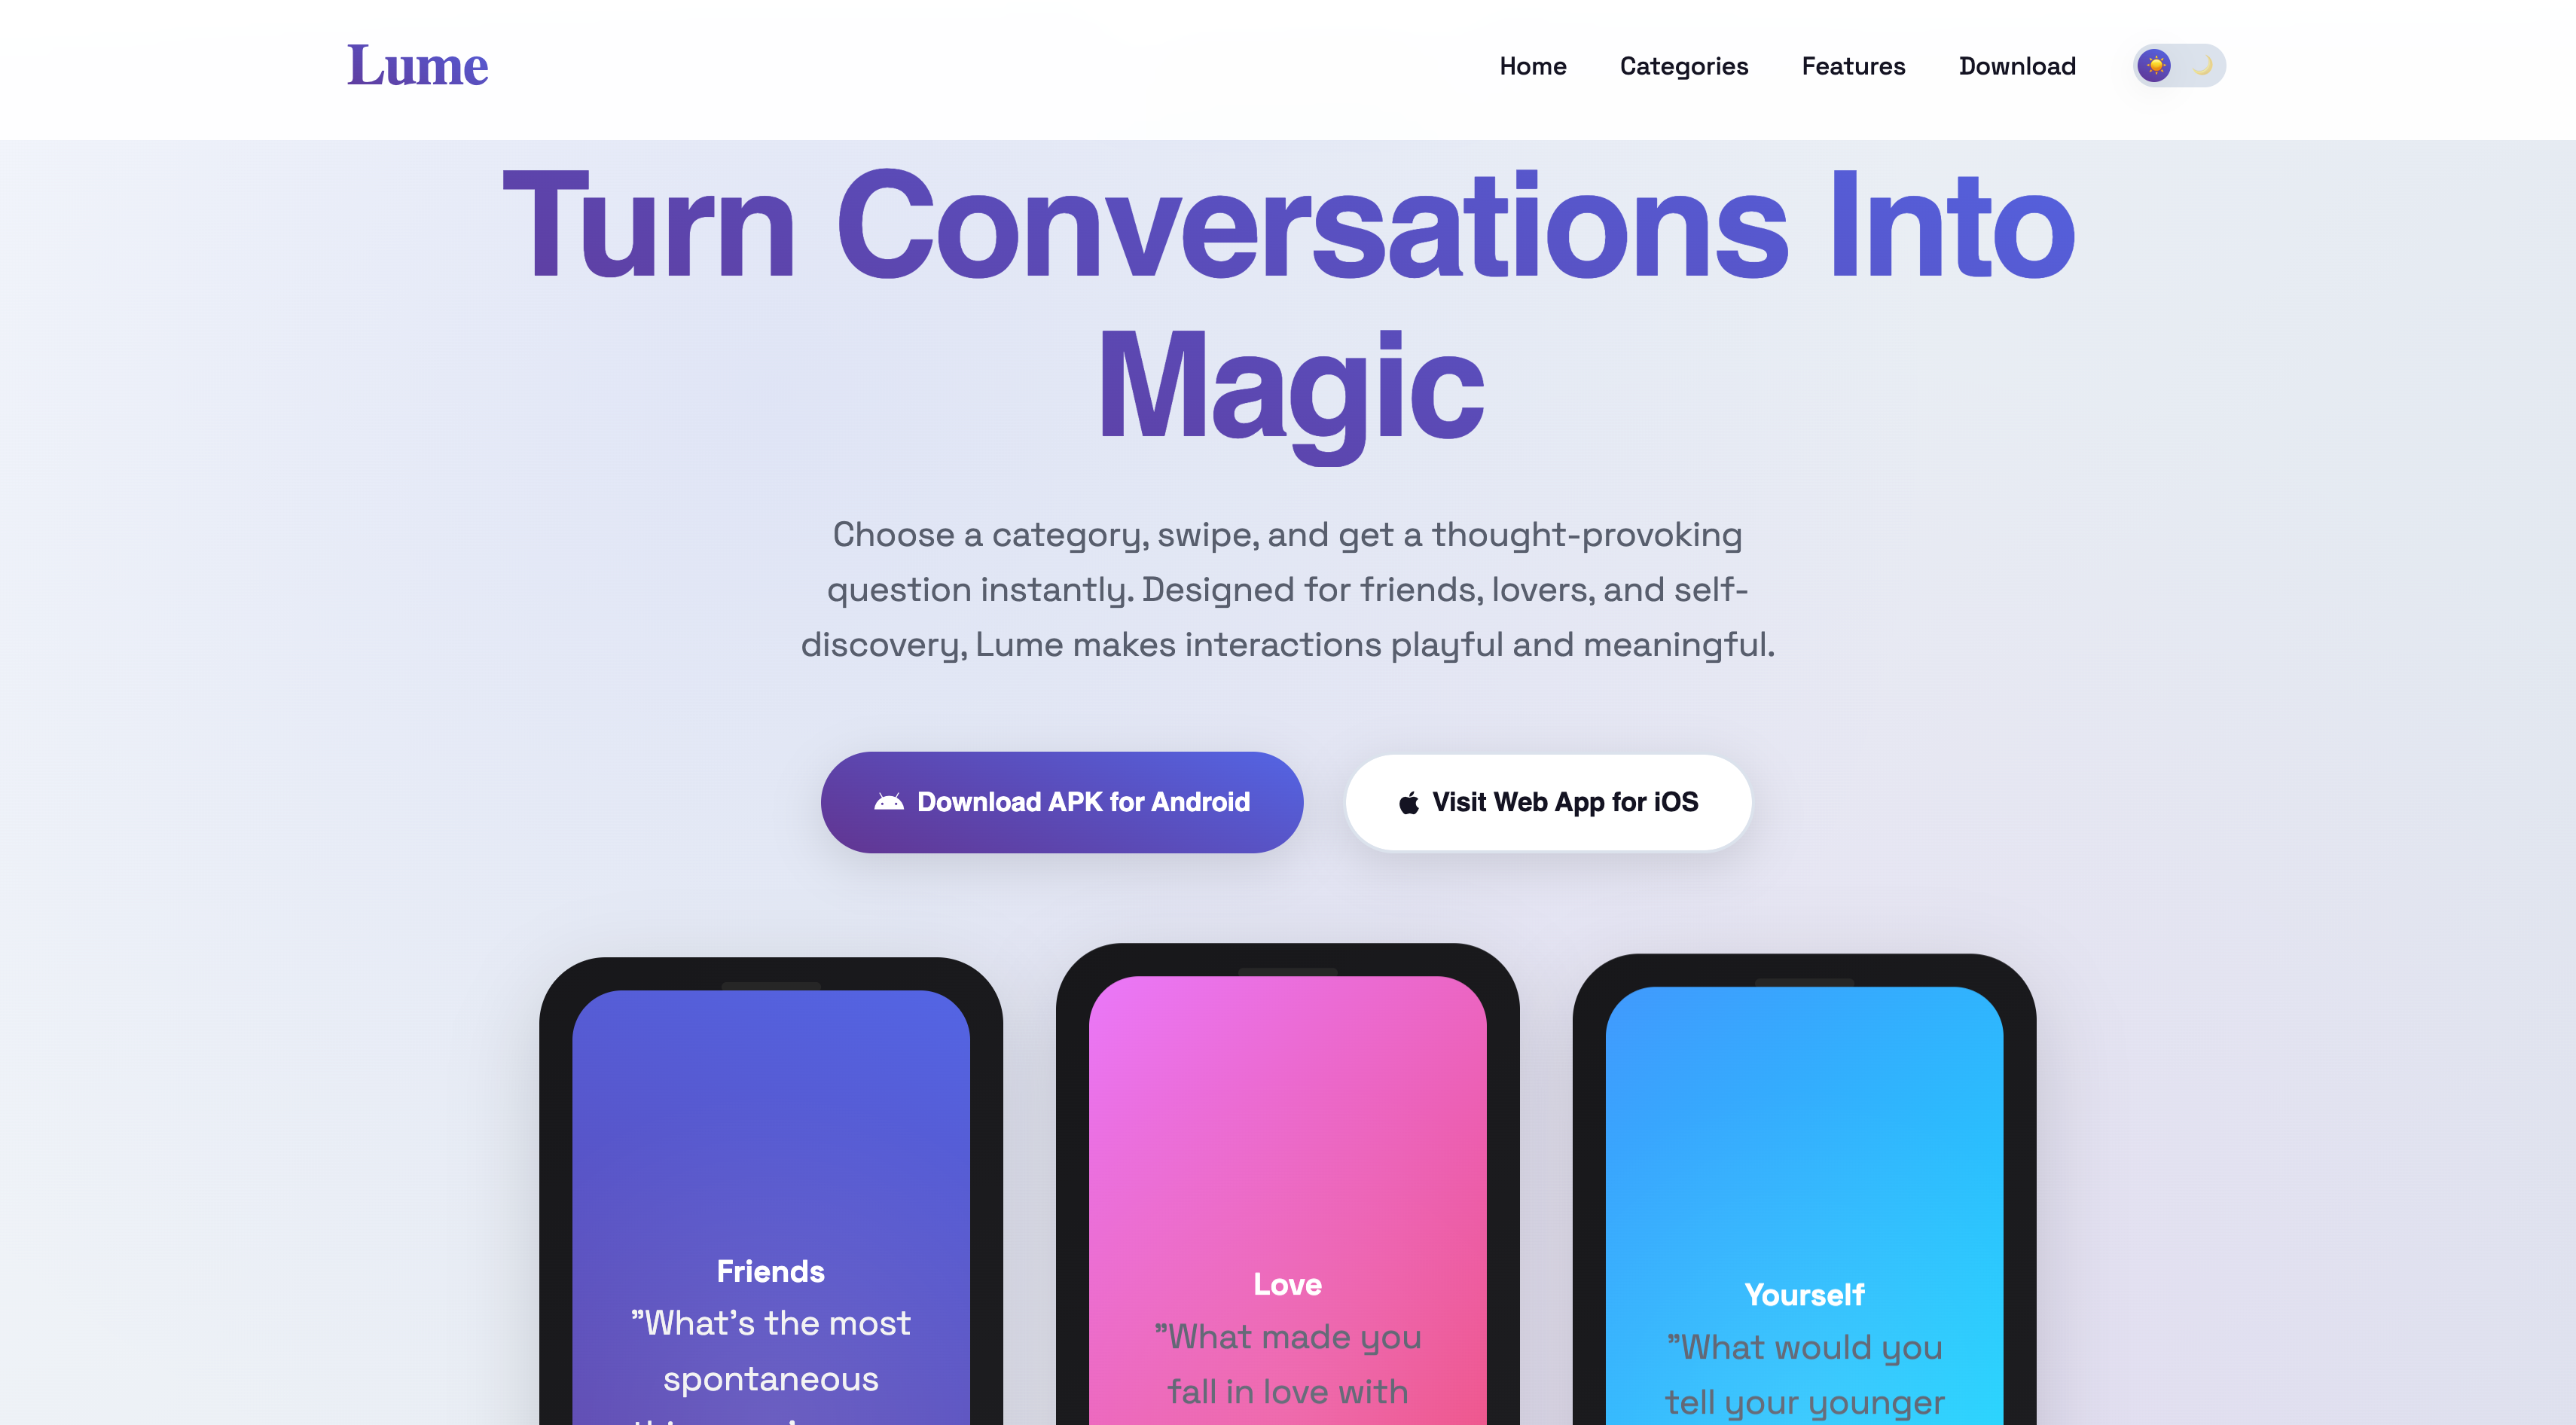 Lume
Home Categories Features Download
Turn Conversations Into
Magic
Choose a category, swipe, and get a thought-provoking
question instantly. Designed for friends, lovers, and self-
discovery, Lume makes interactions playful and meaningful.
Download APK for Android
Visit Web App for iOS
Friends
"What's the most
spontaneous
Love
"What made you
fall in love with
Yourself
"What would you
tell your younger